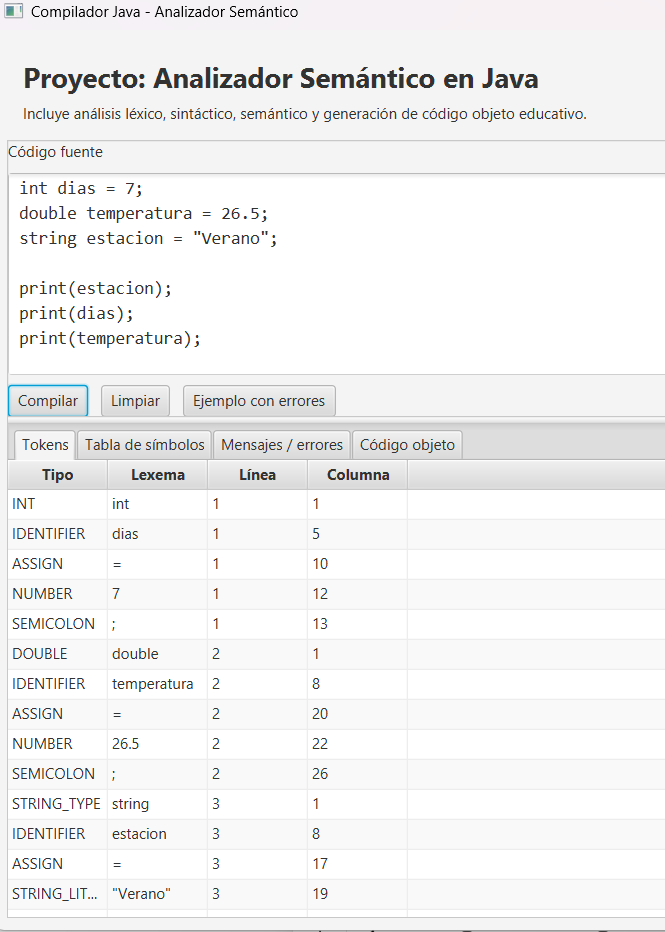 Compilador Java - Analizador Semántico
Proyecto: Analizador Semántico en Java
Incluye análisis léxico, sintáctico, semántico y generación de código objeto educativo.
Código fuente
int dias = 7;
double temperatura = 26.5;
string estacion = "Verano";
print(estacion);
print(dias);
print(temperatura);
Compilar Limpiar Ejemplo con errores
Tokens Tabla de símbolos Mensajes / errores Código objeto
Tipo Lexema Línea Columna
INT int 1 1
IDENTIFIER dias 1 5
ASSIGN = 1 10
NUMBER 7 1 12
SEMICOLON ; 1 13
DOUBLE double 2 1
IDENTIFIER temperatura 2 8
ASSIGN = 2 20
NUMBER 26.5 2 22
SEMICOLON ; 2 26
STRING_TYPE string 3 1
IDENTIFIER estacion 3 8
ASSIGN = 3 17
STRING_LIT... "Verano" 3 19